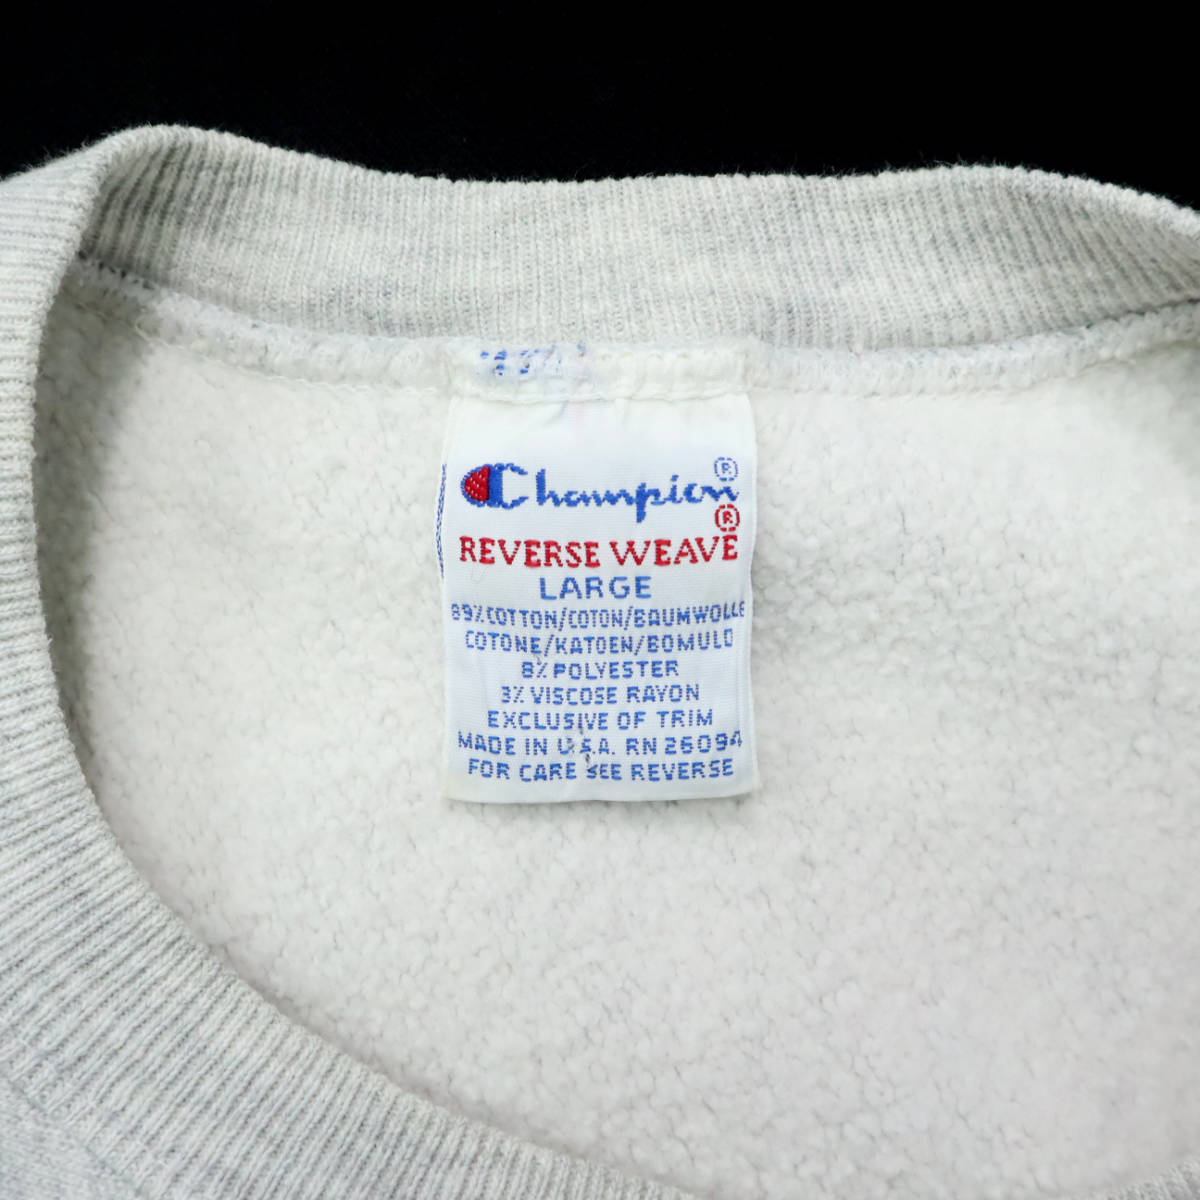 Champion®
®
REVERSE WEAVE
LARGE
89% COTTON/COTON/BAUMWOLLE
COTONE/KATOEN/BOMULD
8% POLYESTER
3% VISCOSE RAYON
EXCLUSIVE OF TRIM
MADE IN U.S.A. RN 26094
FOR CARE SEE REVERSE